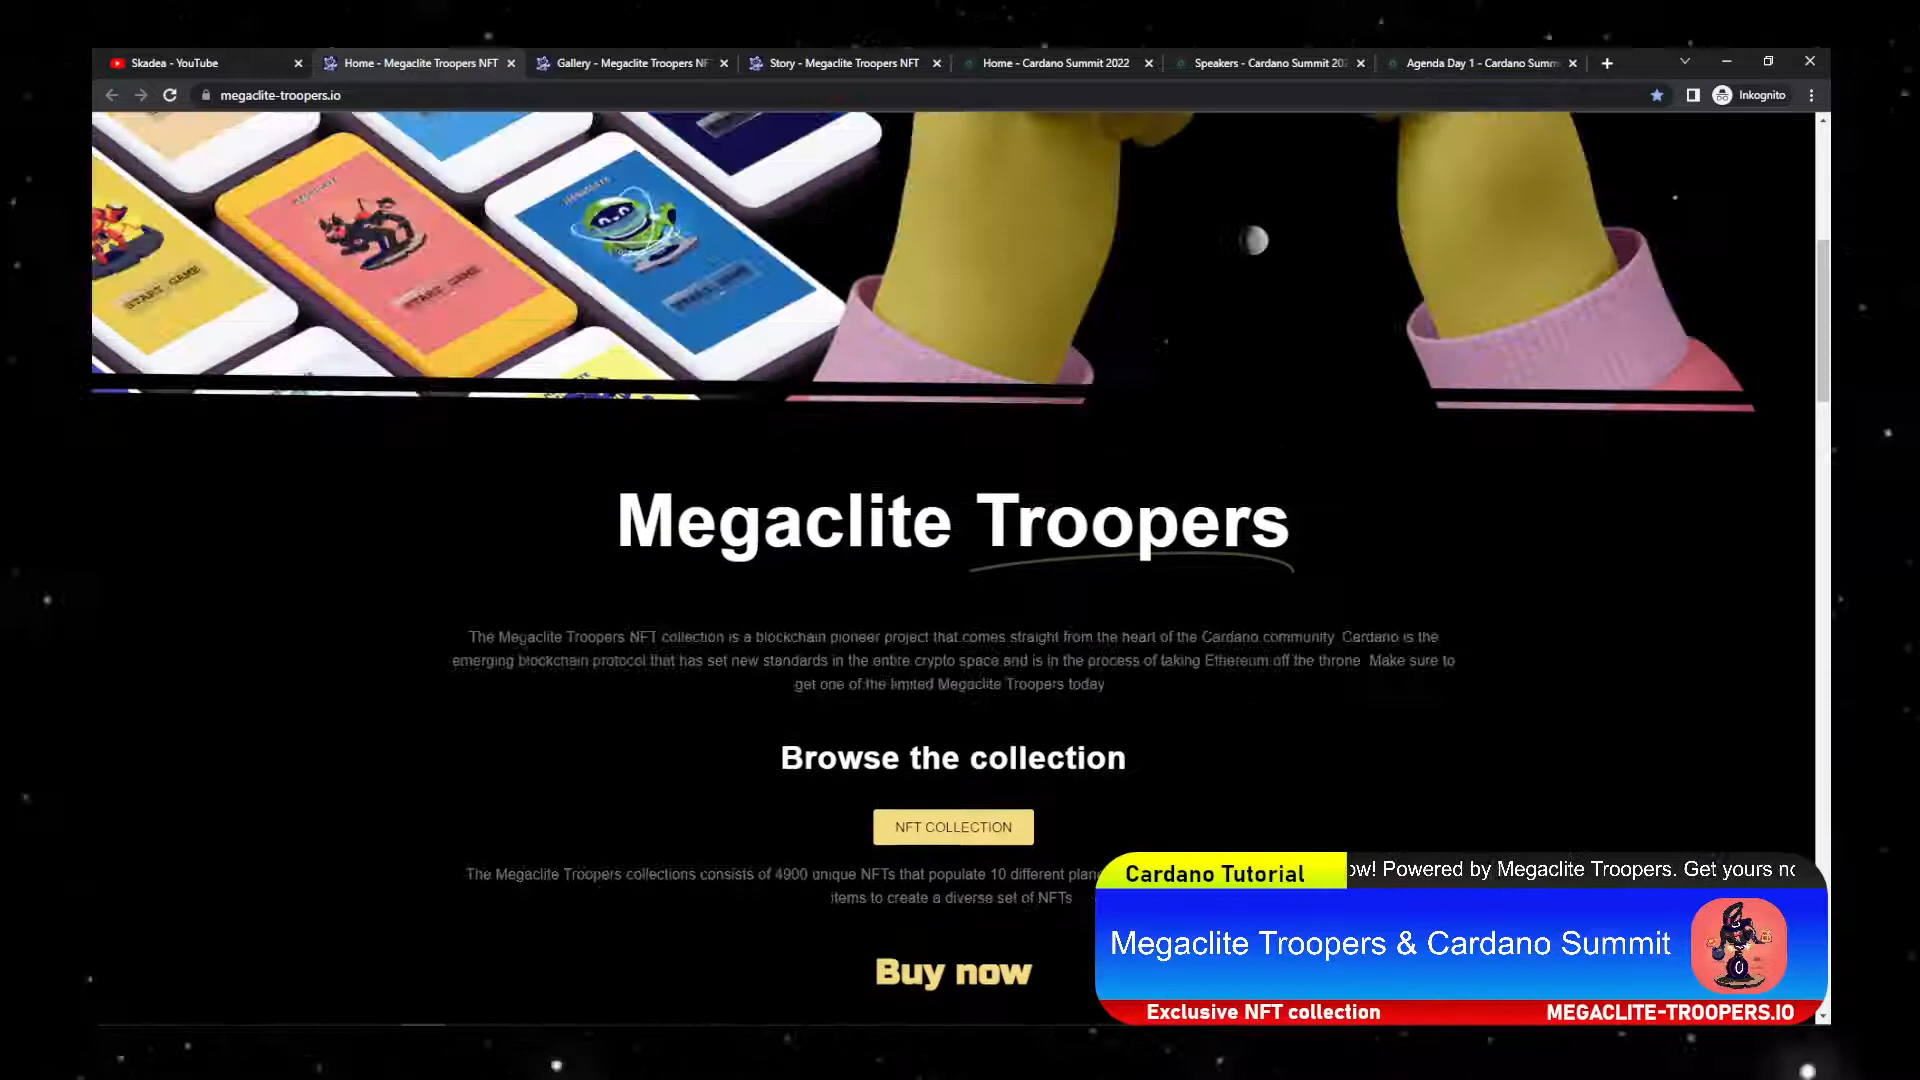 Skadea - YouTube
Home - Megaclite Troopers NFT
Gallery - Megaclite Troopers NF
Story - Megaclite Troopers NFT
Home - Cardano Summit 2022
Speakers - Cardano Summit 202
Agenda Day 1 - Cardano Summ
megaclite-troopers.io
Inkognito
START GAME
START GAME
Megaclite Troopers
The Megaclite Troopers NFT collection is a blockchain pioneer project that comes straight from the heart of the Cardano community. Cardano is the
emerging blockchain protocol that has set new standards in the entire crypto space and is in the process of taking Ethereum off the throne. Make sure to
get one of the limited Megaclite Troopers today
Browse the collection
NFT COLLECTION
The Megaclite Troopers collections consists of 4900 unique NFTs that populate 10 different plan
items to create a diverse set of NFTs
Buy now
Cardano Tutorial
ow! Powered by Megaclite Troopers. Get yours no
Megaclite Troopers & Cardano Summit
Exclusive NFT collection
MEGACLITE-TROOPERS.IO